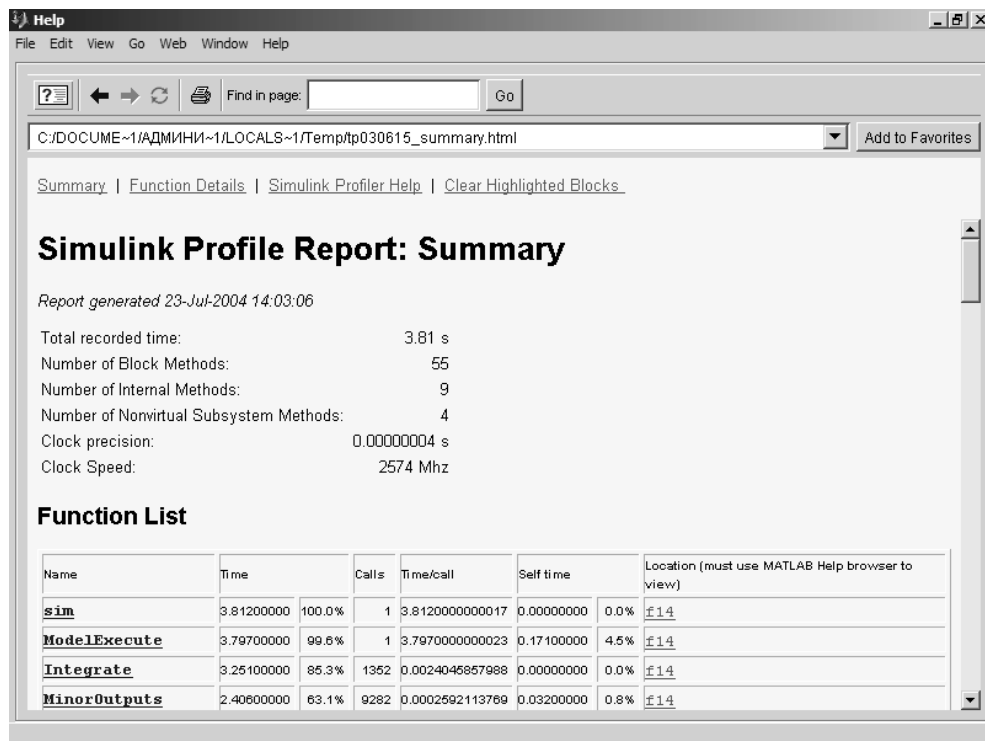 Help
File Edit View Go Web Window Help
Find in page: Go
C:/DOCUME~1/АДМИНИ~1/LOCALS~1/Temp/tp030615_summary.html Add to Favorites
Summary | Function Details | Simulink Profiler Help | Clear Highlighted Blocks
Simulink Profile Report: Summary
Report generated 23-Jul-2004 14:03:06
Total recorded time: 3.81 s
Number of Block Methods: 55
Number of Internal Methods: 9
Number of Nonvirtual Subsystem Methods: 4
Clock precision: 0.00000004 s
Clock Speed: 2574 Mhz
Function List
Name Time Calls Time/call Self time Location (must use MATLAB Help browser to view)
sim 3.81200000 100.0% 1 3.8120000000017 0.00000000 0.0% f14
ModelExecute 3.79700000 99.6% 1 3.7970000000023 0.17100000 4.5% f14
Integrate 3.25100000 85.3% 1352 0.0024045857988 0.00000000 0.0% f14
MinorOutputs 2.40600000 63.1% 9282 0.0002592113769 0.03200000 0.8% f14